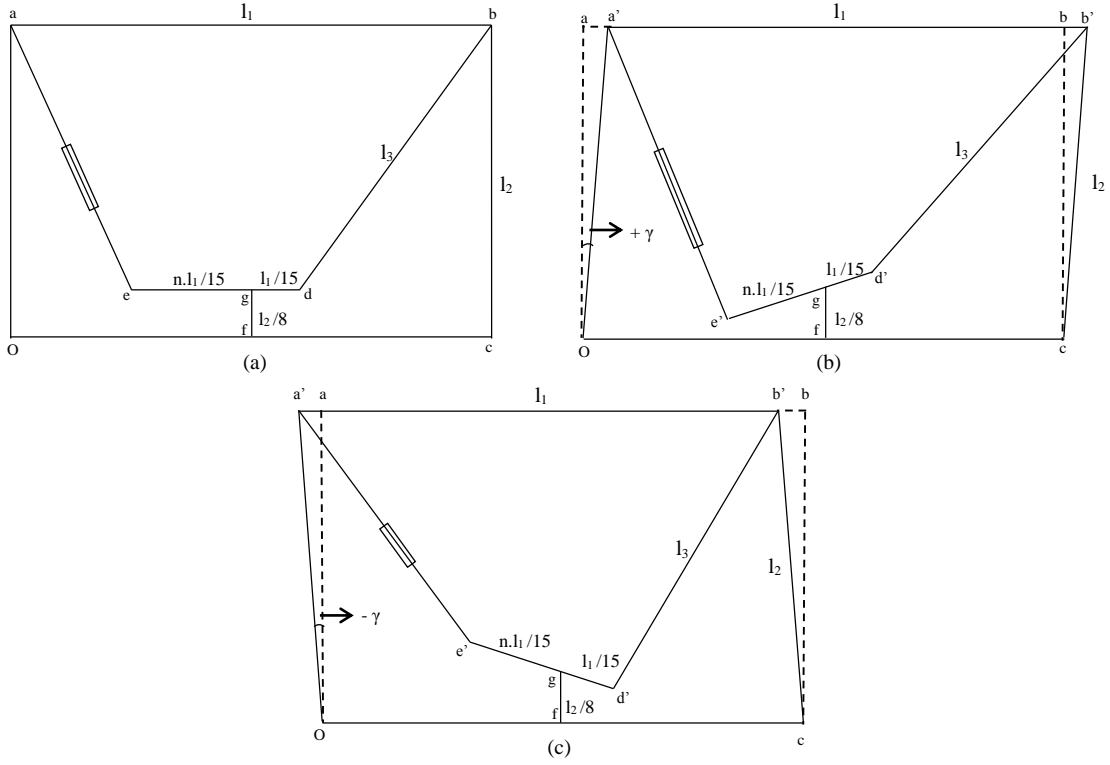 a l₁ b
l₃
l₂
n.l₁/15 l₁/15
e g d
f l₂/8
O c
(a)
a a’ l₁ b b’
l₃
l₂
+ γ
l₁/15
n.l₁/15 d’
e’ g
f l₂/8
O c
(b)
a’ a l₁ b’ b
l₃
l₂
- γ
n.l₁/15
e’ l₁/15
g
d’
f l₂/8
O c
(c)